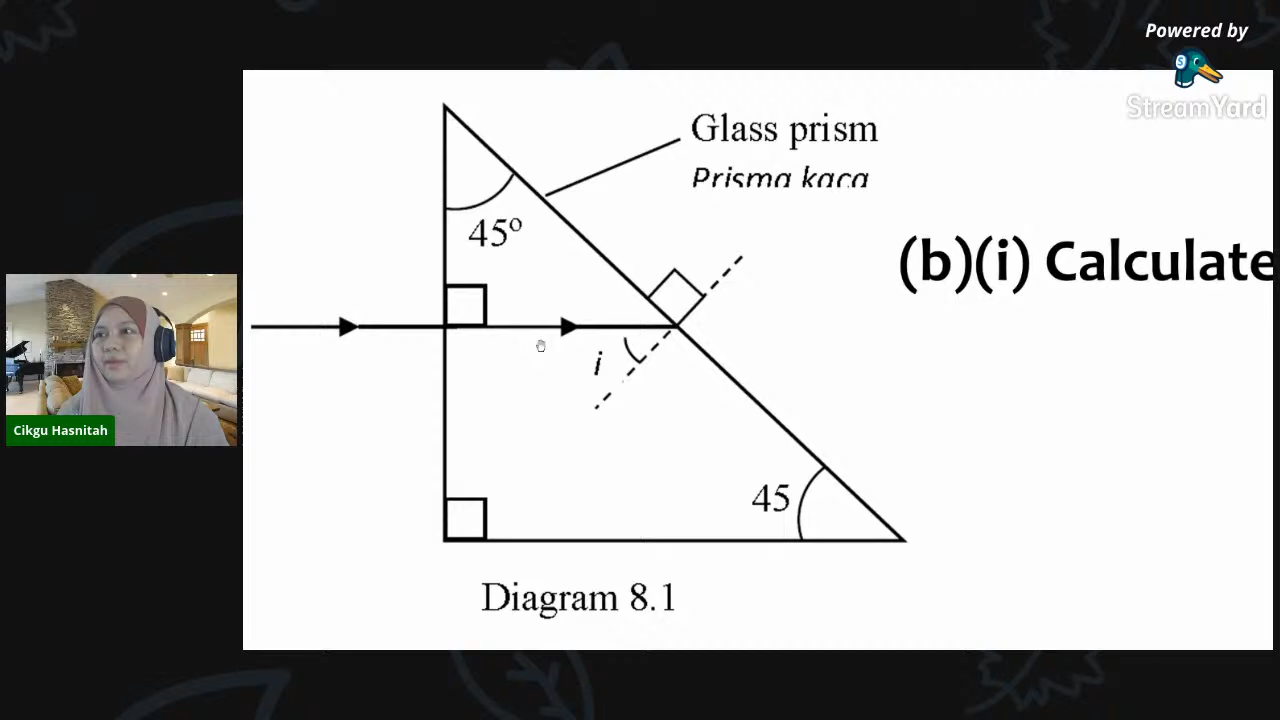 Powered by
StreamYard
Glass prism
Prisma kaca
45°
(b)(i) Calculate
i
45
Cikgu Hasnitah
Diagram 8.1